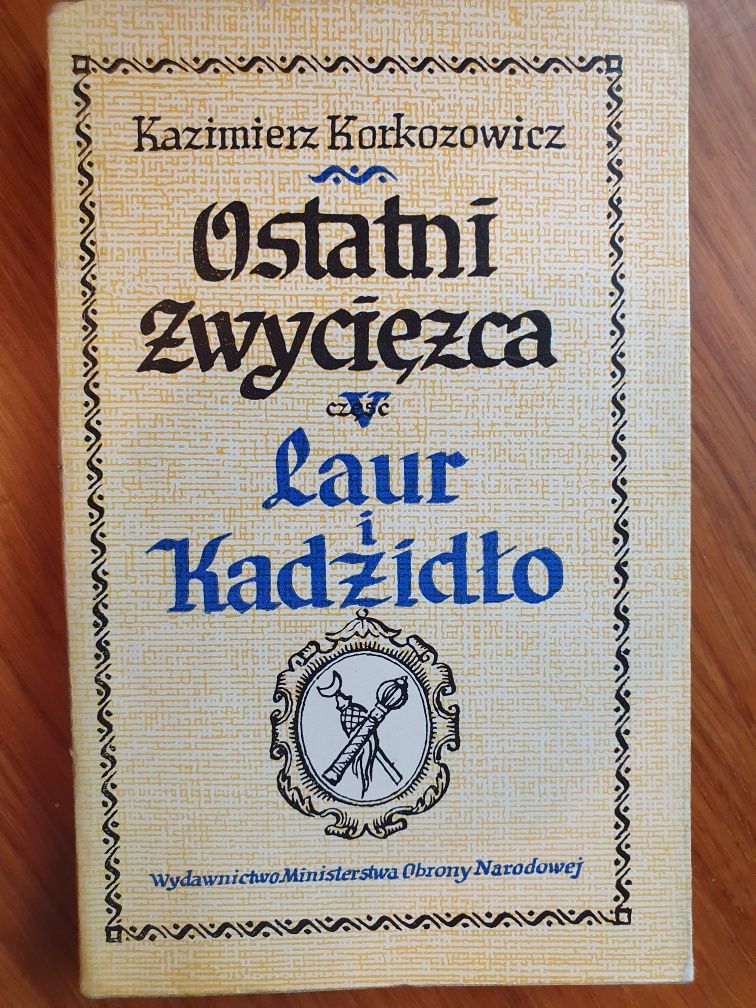 Kazimierz Korkozowicz
Ostatni
Zwycięzca
część V
Laur
i
Kadzidło
Wydawnictwo Ministerstwa Obrony Narodowej